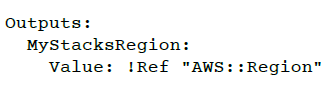 Outputs:
  MyStacksRegion:
    Value: !Ref "AWS::Region"